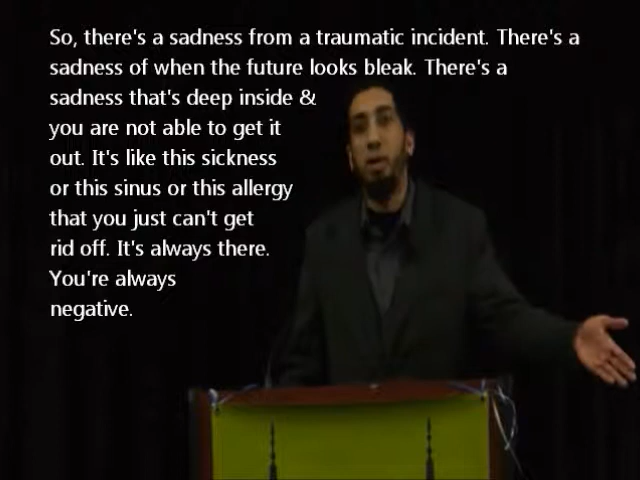 So, there's a sadness from a traumatic incident. There's a
sadness of when the future looks bleak. There's a
sadness that's deep inside &
you are not able to get it
out. It's like this sickness
or this sinus or this allergy
that you just can't get
rid off. It's always there.
You're always
negative.